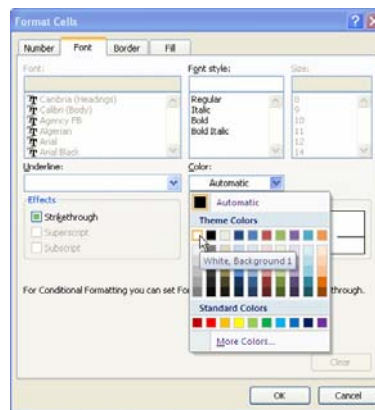 Format Cells
Number Font Border Fill
Font: Font style: Size:
Cambria (Headings)
Calibri (Body)
Agency FB
Algerian
Arial
Arial Black
Regular
Italic
Bold
Bold Italic
8
9
10
11
12
14
Underline: Color:
Automatic
Effects
Strikethrough
Superscript
Subscript
Automatic
Theme Colors
White, Background 1
Standard Colors
More Colors...
For Conditional Formatting you can set Fo
through.
Clear
OK Cancel